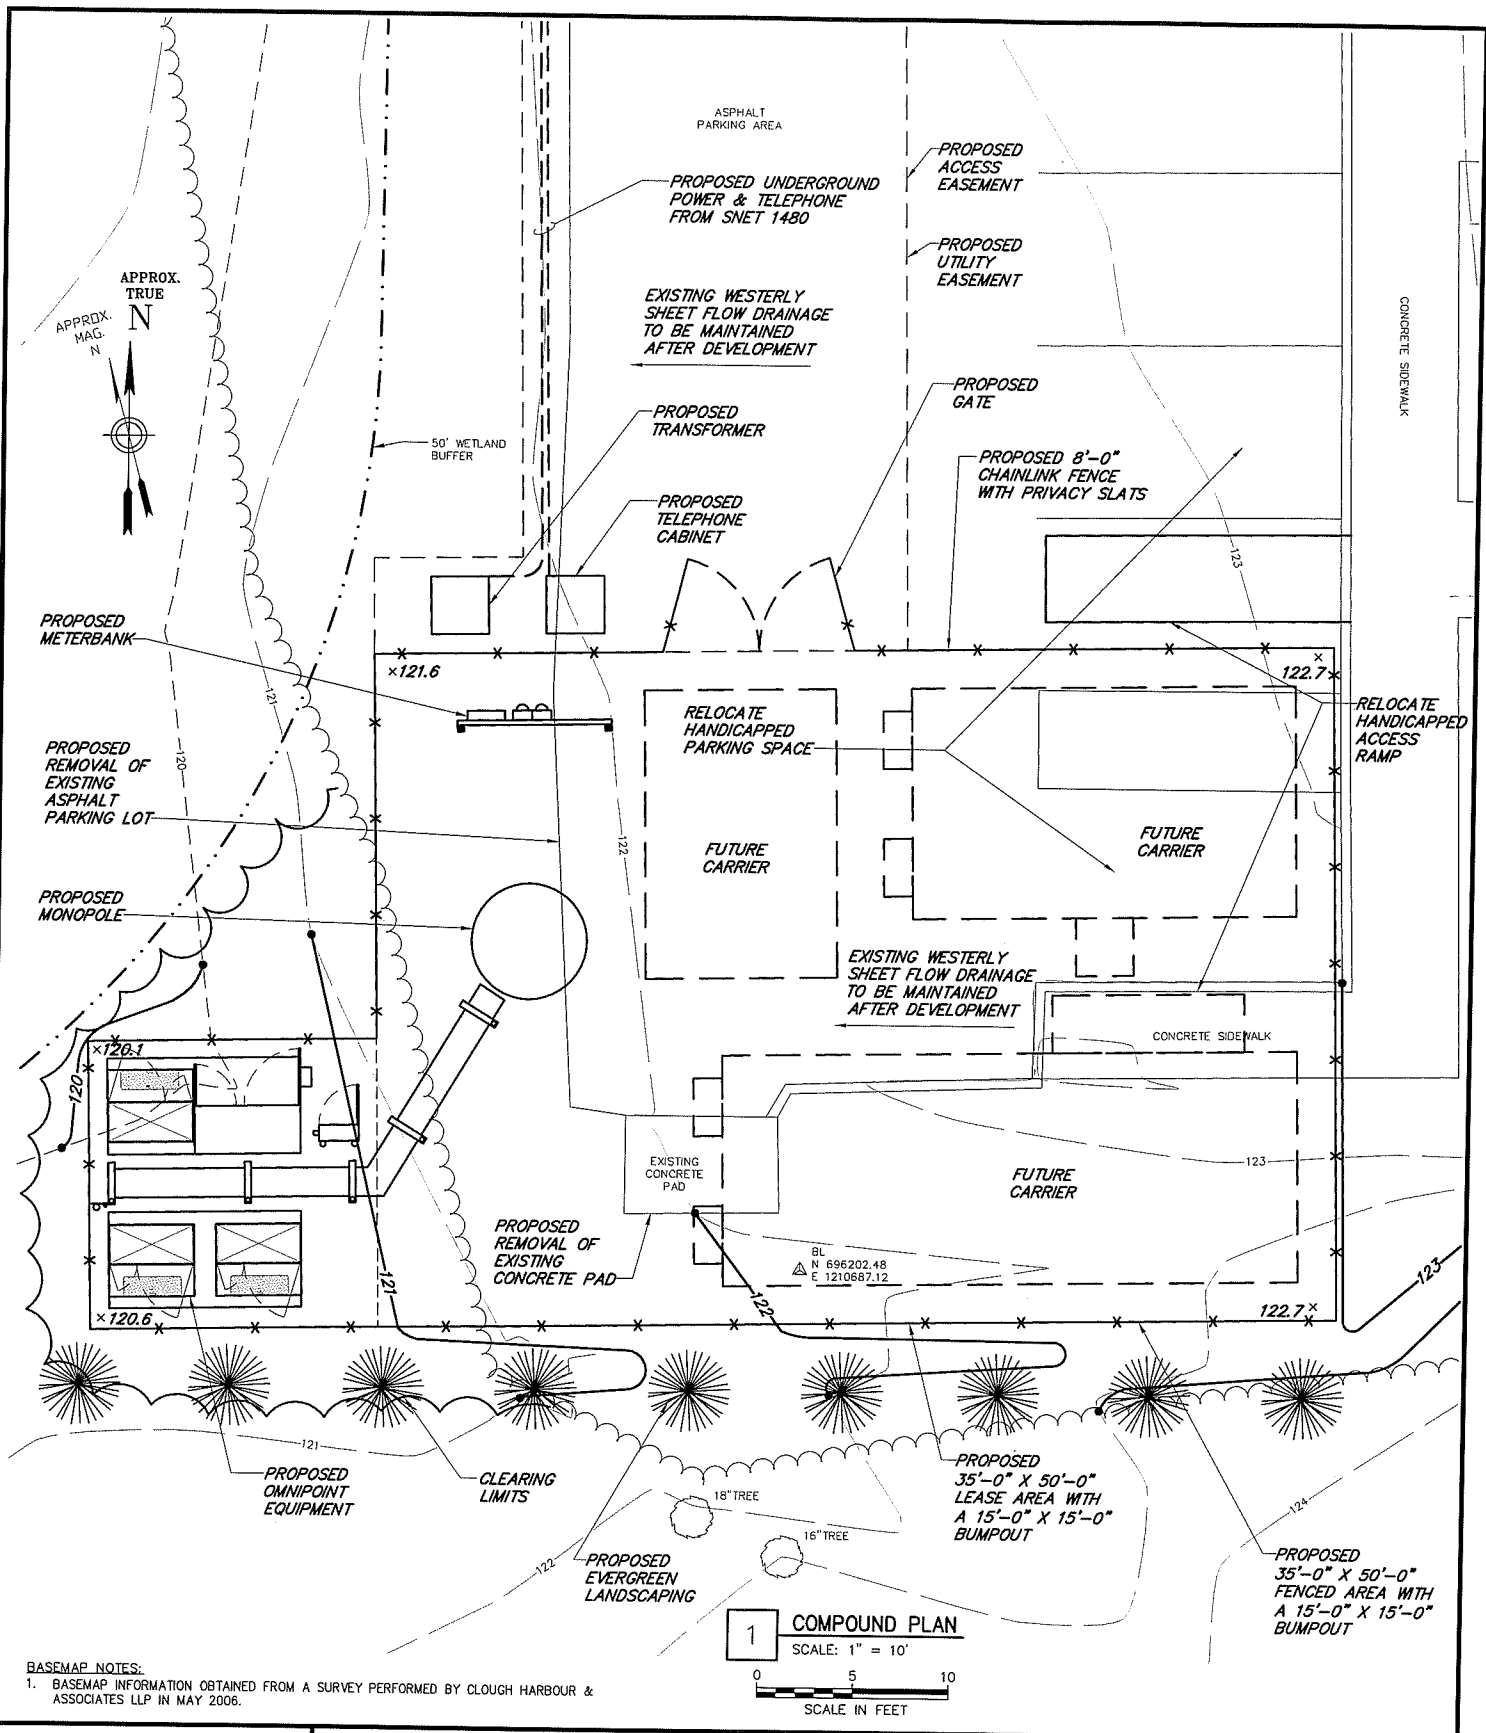 ASPHALT
PARKING AREA
PROPOSED
ACCESS
EASEMENT
PROPOSED UNDERGROUND
POWER & TELEPHONE
FROM SNET 1480
PROPOSED
UTILITY
EASEMENT
APPROX.
TRUE
N
APPROX.
MAG.
N
EXISTING WESTERLY
SHEET FLOW DRAINAGE
TO BE MAINTAINED
AFTER DEVELOPMENT
CONCRETE SIDEWALK
PROPOSED
GATE
PROPOSED
TRANSFORMER
50' WETLAND
BUFFER
PROPOSED 8'-0"
CHAINLINK FENCE
WITH PRIVACY SLATS
PROPOSED
TELEPHONE
CABINET
123
PROPOSED
METERBANK
×121.6
122.7
121
RELOCATE
HANDICAPPED
PARKING SPACE
RELOCATE
HANDICAPPED
ACCESS
RAMP
PROPOSED
REMOVAL OF
EXISTING
ASPHALT
PARKING LOT
120
122
FUTURE
CARRIER
FUTURE
CARRIER
PROPOSED
MONOPOLE
EXISTING WESTERLY
SHEET FLOW DRAINAGE
TO BE MAINTAINED
AFTER DEVELOPMENT
CONCRETE SIDEWALK
×120.1
120
EXISTING
CONCRETE
PAD
123
FUTURE
CARRIER
PROPOSED
REMOVAL OF
EXISTING
CONCRETE PAD
BL
N 696202.48
E 1210687.12
121
122
123
×120.6
122.7×
121
PROPOSED
OMNIPOINT
EQUIPMENT
CLEARING
LIMITS
18"TREE
16"TREE
PROPOSED
35'-0" X 50'-0"
LEASE AREA WITH
A 15'-0" X 15'-0"
BUMPOUT
124
122
PROPOSED
EVERGREEN
LANDSCAPING
PROPOSED
35'-0" X 50'-0"
FENCED AREA WITH
A 15'-0" X 15'-0"
BUMPOUT
1
COMPOUND PLAN
SCALE: 1" = 10'
0 5 10
SCALE IN FEET
BASEMAP NOTES:
1. BASEMAP INFORMATION OBTAINED FROM A SURVEY PERFORMED BY CLOUGH HARBOUR &
ASSOCIATES LLP IN MAY 2006.